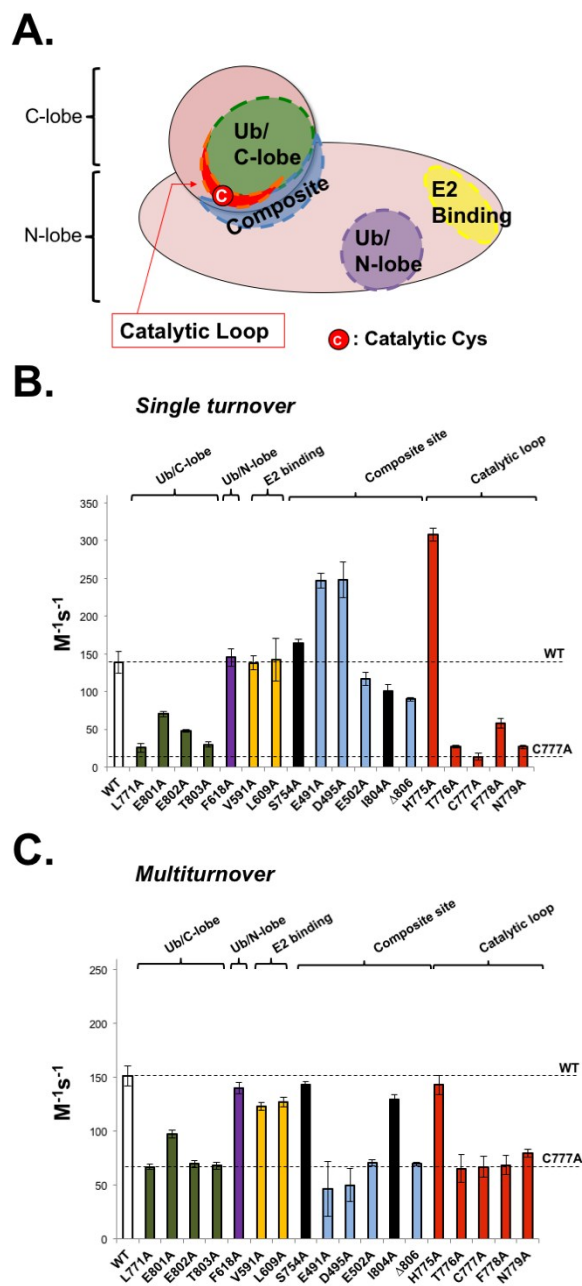 A.
C-lobe
N-lobe
Ub/
C-lobe
C
Composite
Ub/
N-lobe
E2
Binding
Catalytic Loop
C : Catalytic Cys
B.
Single turnover
Ub/C-lobe
Ub/N-lobe
E2 binding
Composite site
Catalytic loop
M-1s-1
350
300
250
200
150
100
50
0
WT
C777A
WT
L771A
E801A
E802A
T803A
F618A
V591A
L609A
S754A
E491A
D495A
E502A
I804A
Δ806
H775A
T776A
C777A
F778A
N779A
C.
Multiturnover
Ub/C-lobe
Ub/N-lobe
E2 binding
Composite site
Catalytic loop
M-1s-1
250
200
150
100
50
0
WT
C777A
WT
L771A
E801A
E802A
T803A
F618A
V591A
L609A
S754A
E491A
D495A
E502A
I804A
Δ806
H775A
T776A
C777A
F778A
N779A